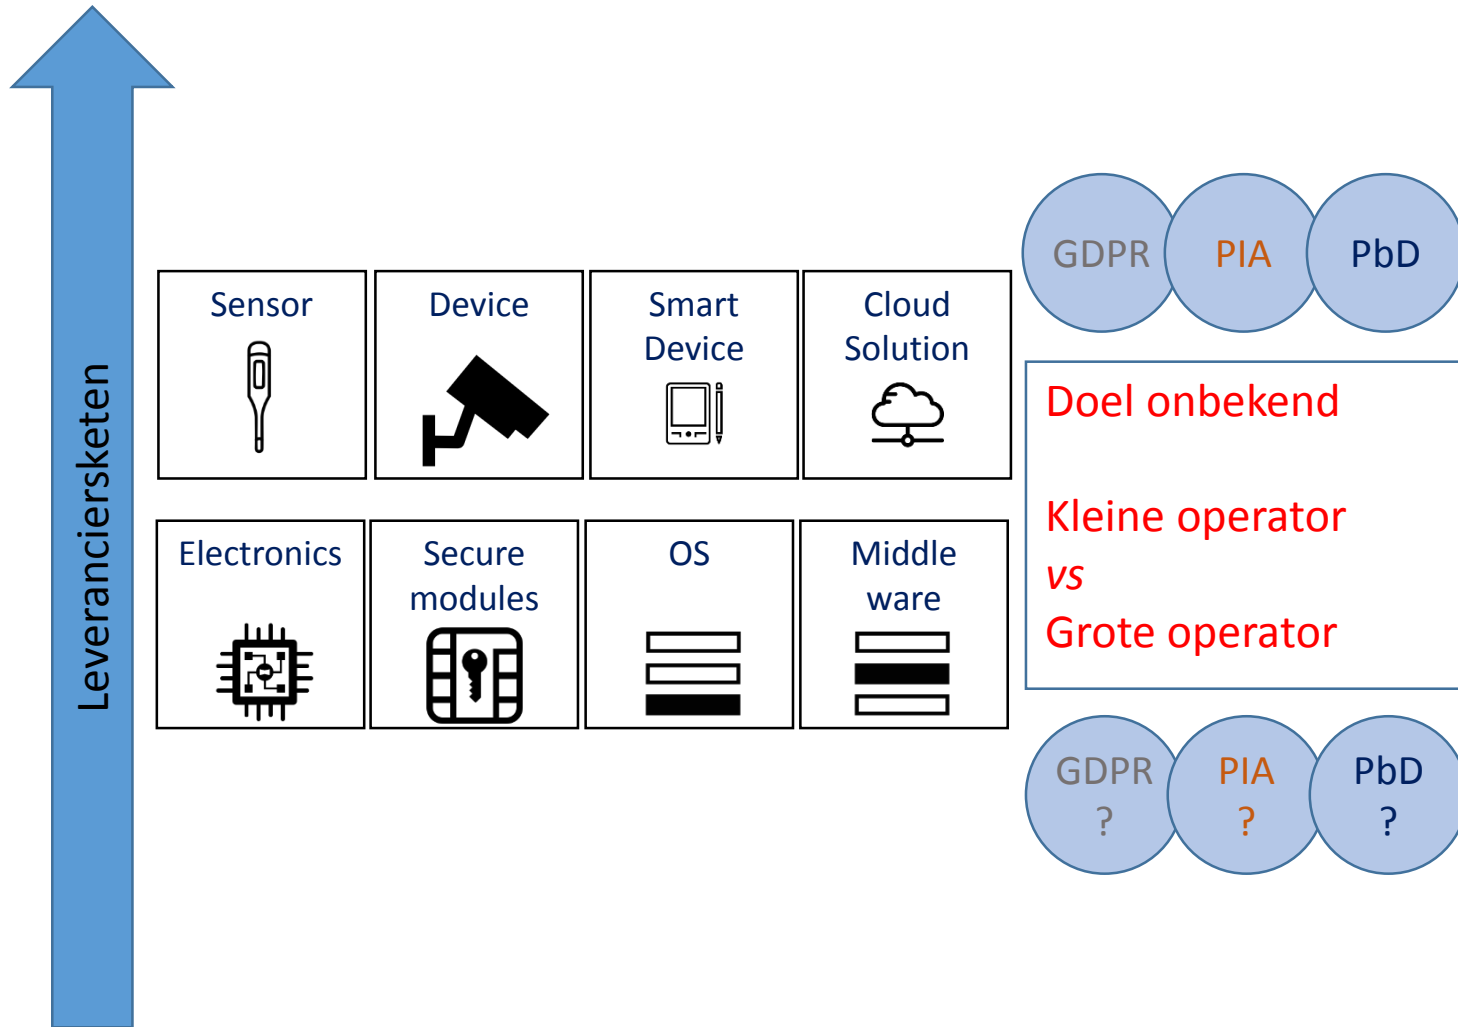 Leveranciersketen
GDPR
PIA
PbD
Sensor
Device
Smart
Device
Cloud
Solution
Doel onbekend
Kleine operator
vs
Grote operator
Electronics
Secure
modules
OS
Middle
ware
GDPR
?
PIA
?
PbD
?